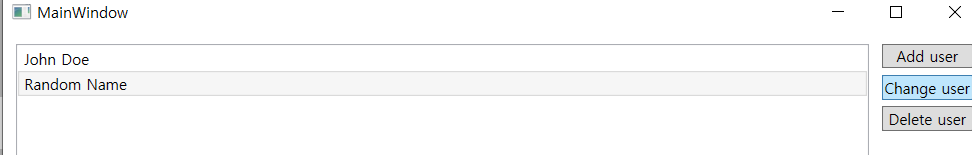 MainWindow
John Doe
Random Name
Add user
Change user
Delete user